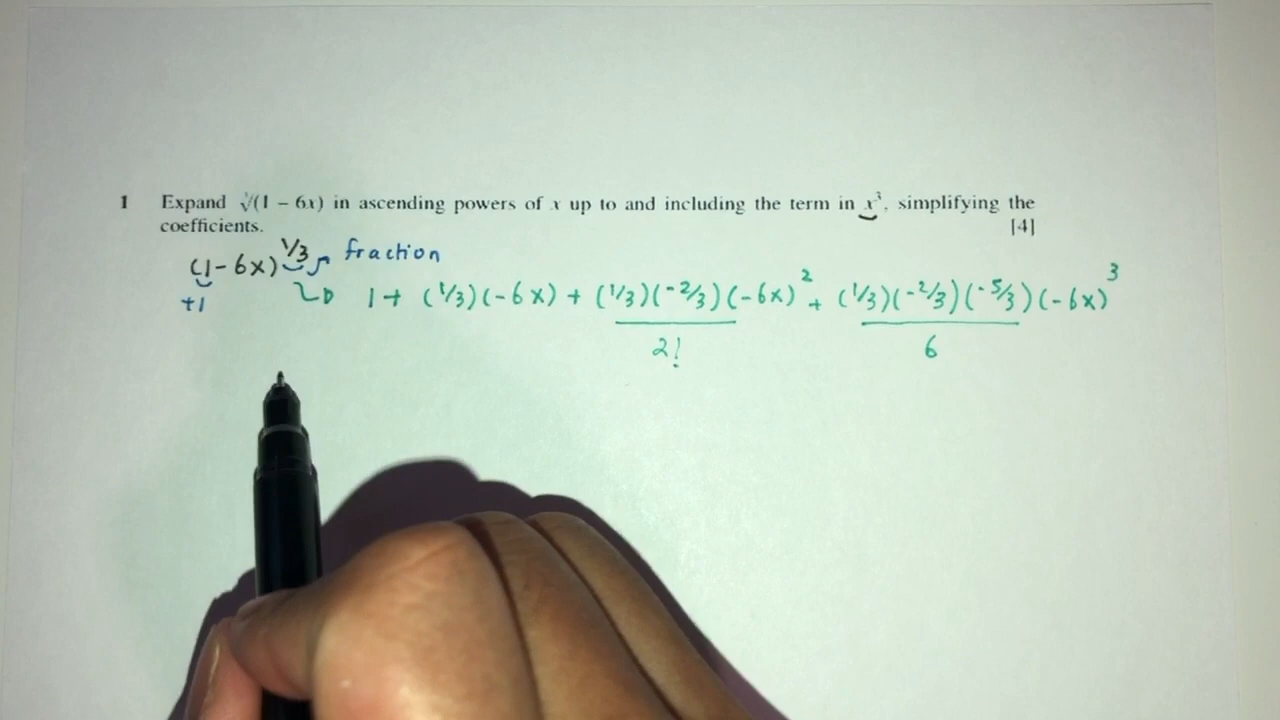 1 Expand ∛(1 − 6x) in ascending powers of x up to and including the term in x³, simplifying the
coefficients. [4]
(1-6x)^1/3 fraction
+1
1+ (1/3)(-6x) + (1/3)(-2/3)(-6x)² + (1/3)(-2/3)(-5/3)(-6x)³
2! 6